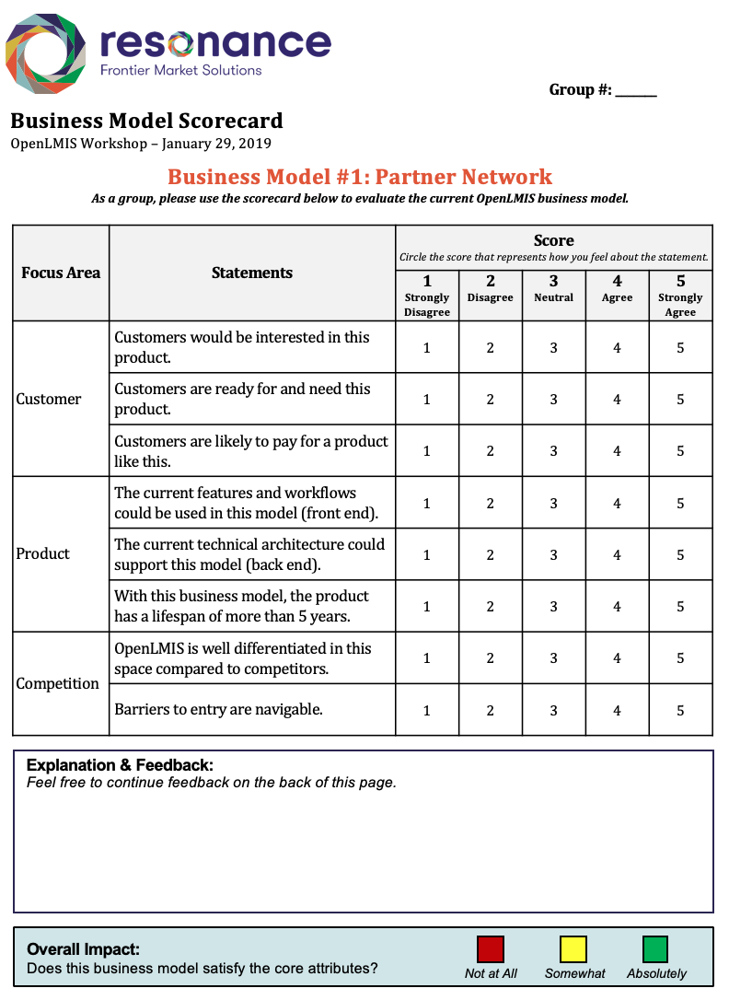 resonance
Frontier Market Solutions
Group #: ______
Business Model Scorecard
OpenLMIS Workshop – January 29, 2019
Business Model #1: Partner Network
As a group, please use the scorecard below to evaluate the current OpenLMIS business model.
Focus Area
Statements
Score
Circle the score that represents how you feel about the statement.
1
Strongly
Disagree
2
Disagree
3
Neutral
4
Agree
5
Strongly
Agree
Customer
Customers would be interested in this
product.
1 2 3 4 5
Customers are ready for and need this
product.
1 2 3 4 5
Customers are likely to pay for a product
like this.
1 2 3 4 5
Product
The current features and workflows
could be used in this model (front end).
1 2 3 4 5
The current technical architecture could
support this model (back end).
1 2 3 4 5
With this business model, the product
has a lifespan of more than 5 years.
1 2 3 4 5
Competition
OpenLMIS is well differentiated in this
space compared to competitors.
1 2 3 4 5
Barriers to entry are navigable.
1 2 3 4 5
Explanation & Feedback:
Feel free to continue feedback on the back of this page.
Overall Impact:
Does this business model satisfy the core attributes?
Not at All
Somewhat
Absolutely